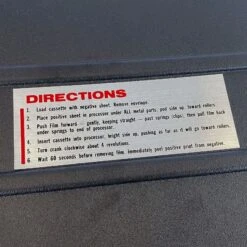 DIRECTIONS
1. Load cassette with negative sheet. Remove envelope.
2. Place positive sheet in processor under ALL metal parts, pod side up, toward rollers.
3. Push film forward — gently, keeping straight — past springs/clips; then pull film back
under springs to end of processor.
4. Insert cassette into processor, bright side up, pushing as far as it will go toward rollers.
5. Turn crank clockwise about 4 revolutions.
6. Wait 60 seconds before removing film. Immediately peel positive print from negative.